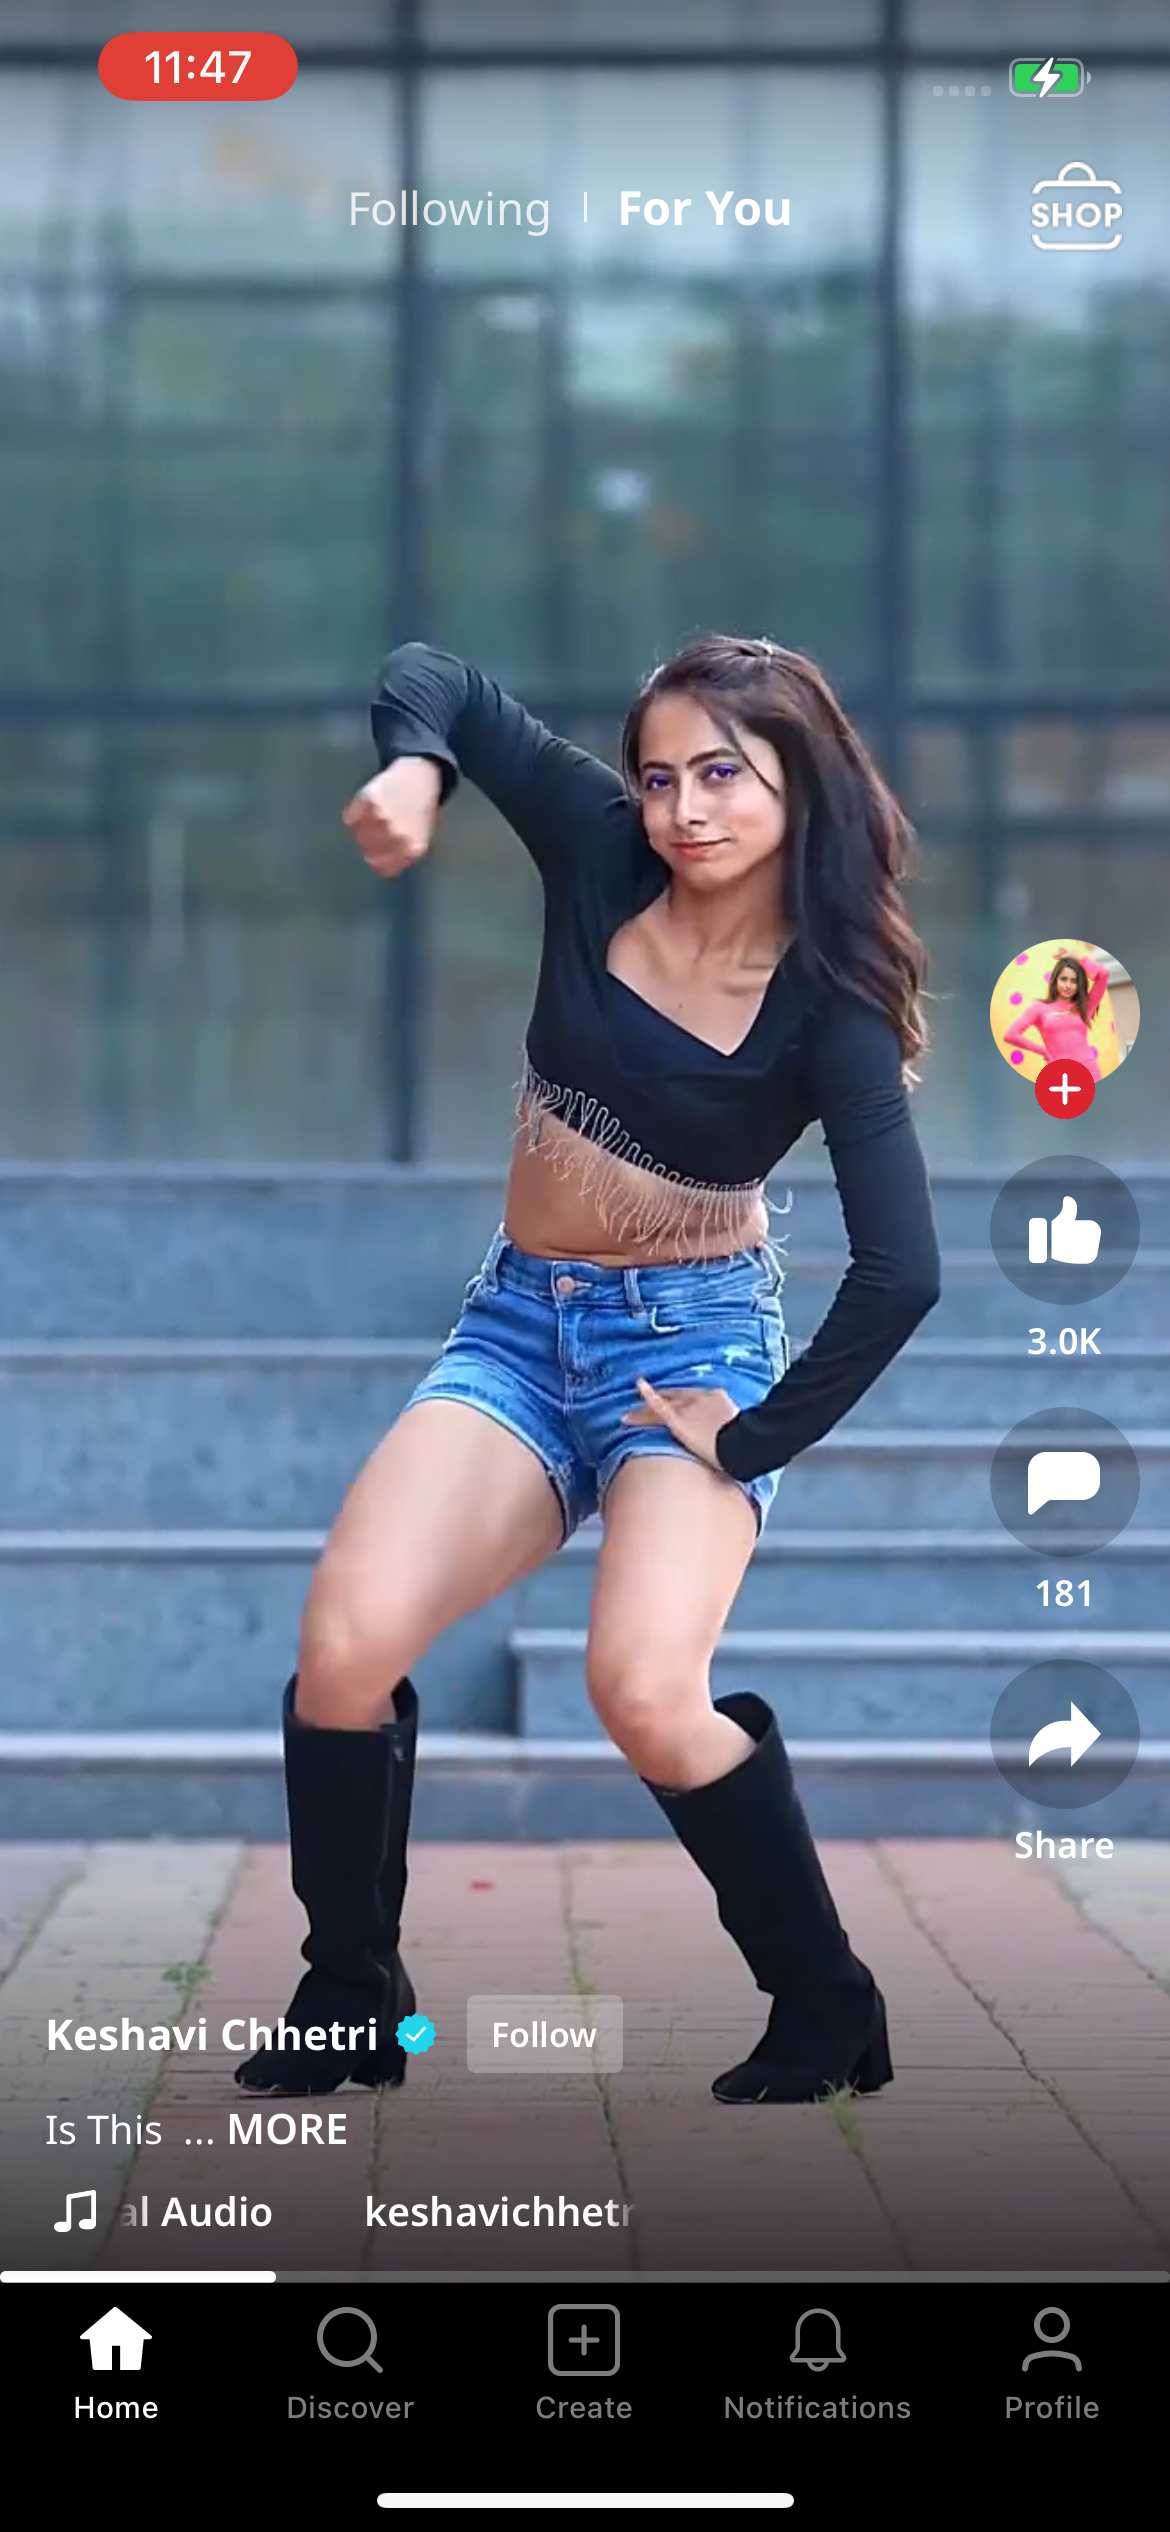 11:47
Following | For You
SHOP
3.0K
181
Share
Keshavi Chhetri
Follow
Is This ... MORE
al Audio keshavichhetr
Home
Discover
Create
Notifications
Profile